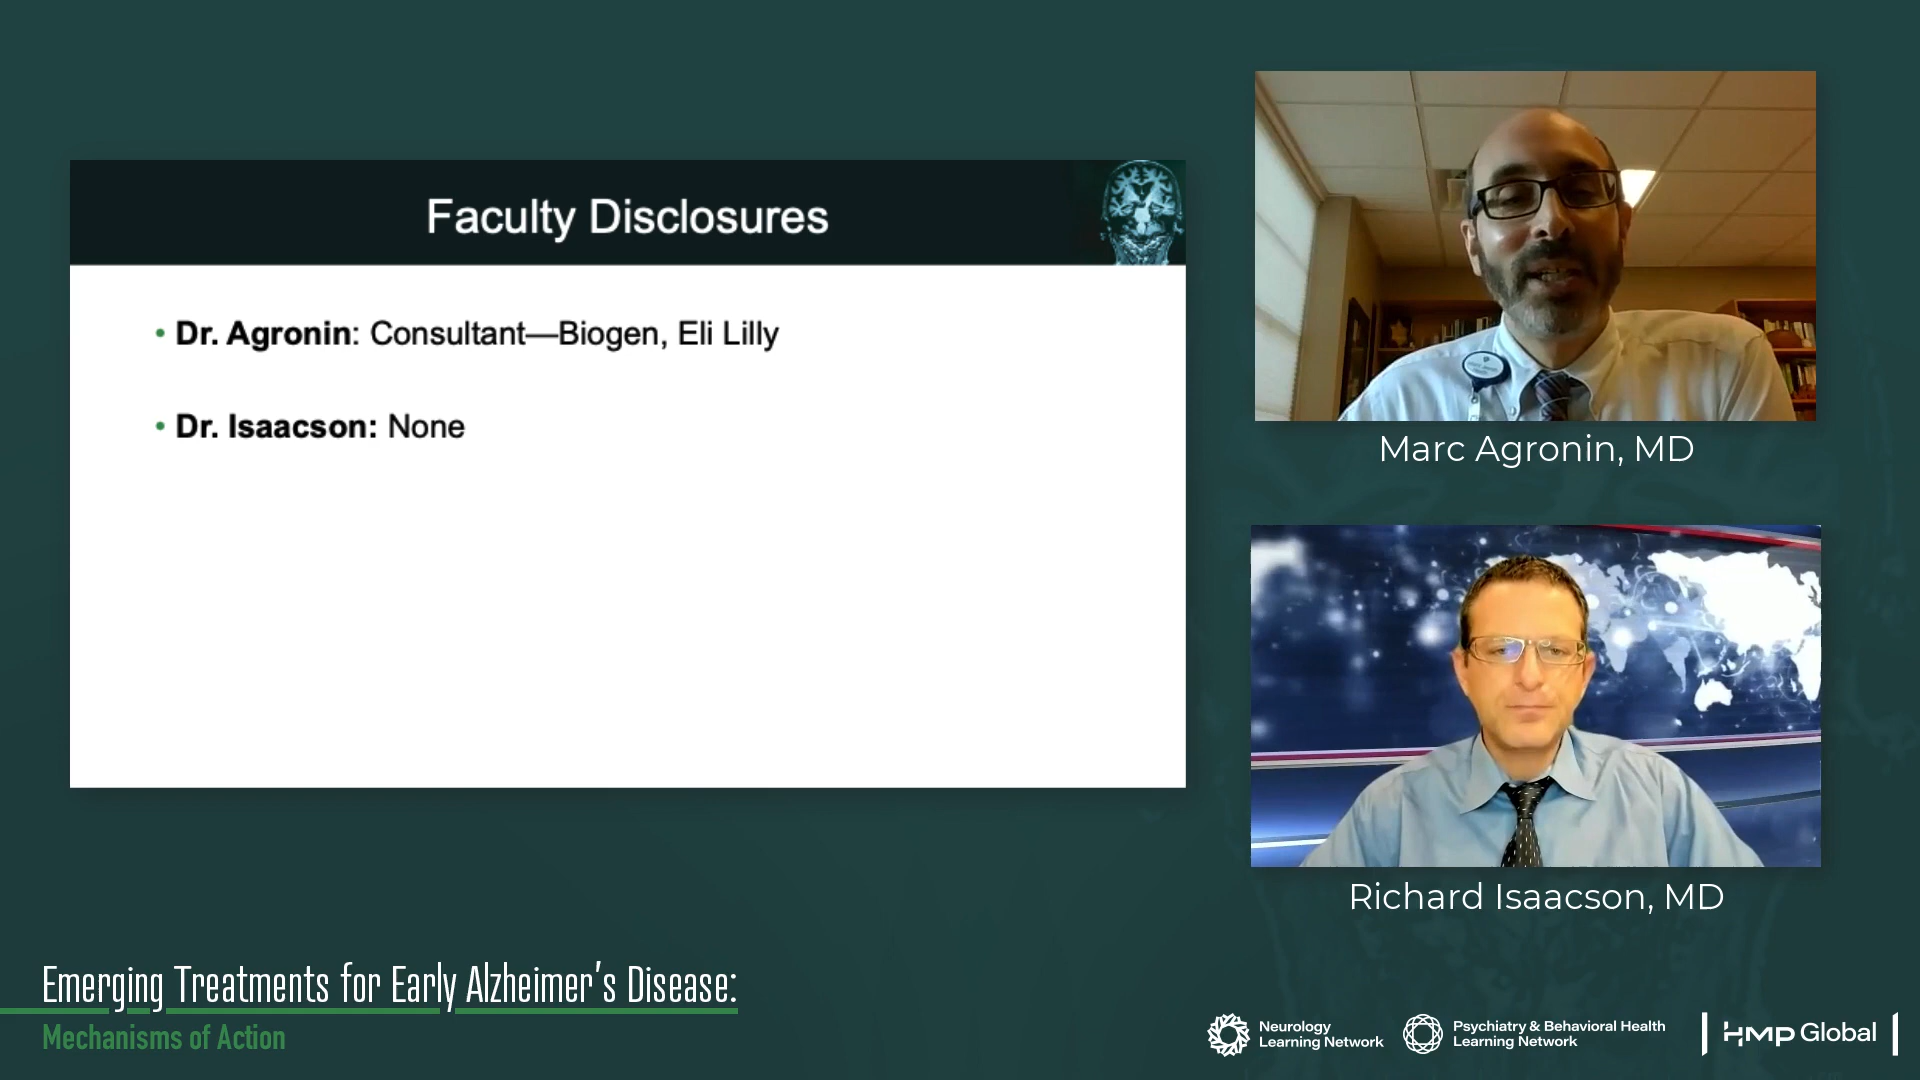 Faculty Disclosures
• Dr. Agronin: Consultant—Biogen, Eli Lilly
• Dr. Isaacson: None
Marc Agronin, MD
Richard Isaacson, MD
Emerging Treatments for Early Alzheimer's Disease:
Mechanisms of Action
Neurology
Learning Network
Psychiatry & Behavioral Health
Learning Network
HMP Global